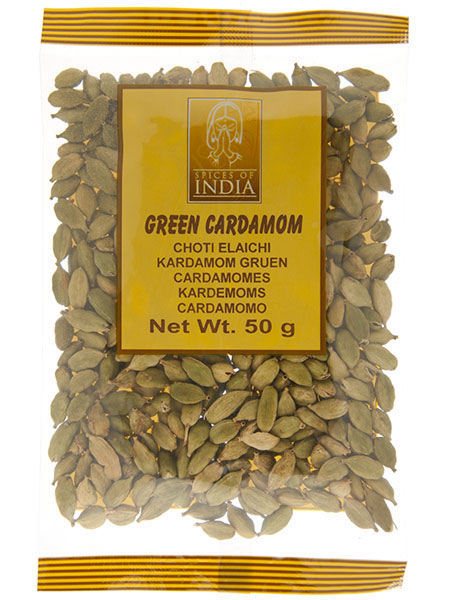 SPICES OF
INDIA
GREEN CARDAMOM
CHOTI ELAICHI
KARDAMOM GRUEN
CARDAMOMES
KARDEMOMS
CARDAMOMO
Net Wt. 50 g